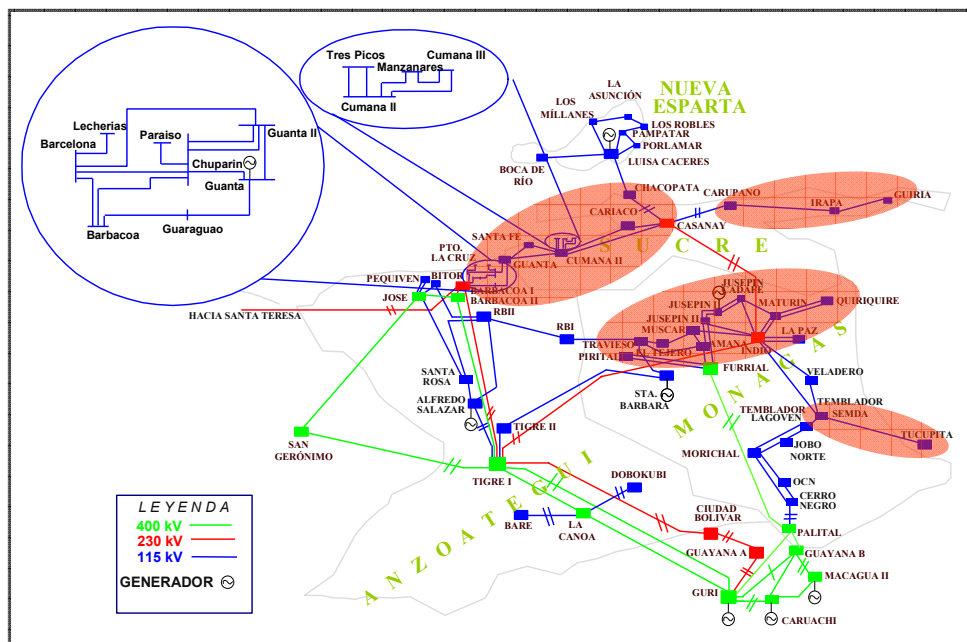 Tres Picos
Cumana III
Manzanares
Cumana II
Lecherias
Barcelona
Paraiso
Guanta II
Chuparin
Guanta
Guaraguao
Barbacoa
NUEVA
ESPARTA
LA
ASUNCIÓN
LOS
MÍLLANES
LOS ROBLES
PAMPATAR
PORLAMAR
LUISA CACERES
BOCA DE
RÍO
CHACOPATA
CARUPANO
GUIRIA
IRAPA
CARIACO
CASANAY
SANTA FE
S U C R E
PTO.
LA CRUZ
GUANTA
CUMANA II
PEQUIVEN
BITOR
JOSE
BARBACOA I
BARBACOA II
HACIA SANTA TERESA
RBII
RBI
JUSEPIN
JUSEPIN II
MATURIN
QUIRIQUIRE
JUSEPIN II
MUSCAR
TRAVIESO
AMANA
LA PAZ
INDIO
PIRITAL
EL TEJERO
FURRIAL
VELADERO
SANTA
ROSA
ALFREDO
SALAZAR
STA.
BARBARA
TEMBLADOR
SEMDA
TEMBLADOR
LAGOVEN
TUCUPITA
MONAGAS
TIGRE II
JOBO
NORTE
MORICHAL
SAN
GERÓNIMO
TIGRE I
DOBOKUBI
OCN
CERRO
NEGRO
BARE
LA
CANOA
CIUDAD
BOLIVAR
PALITAL
GUAYANA A
GUAYANA B
MACAGUA II
GURI
CARUACHI
ANZOATEGUI
LEYENDA
400 kV
230 kV
115 kV
GENERADOR